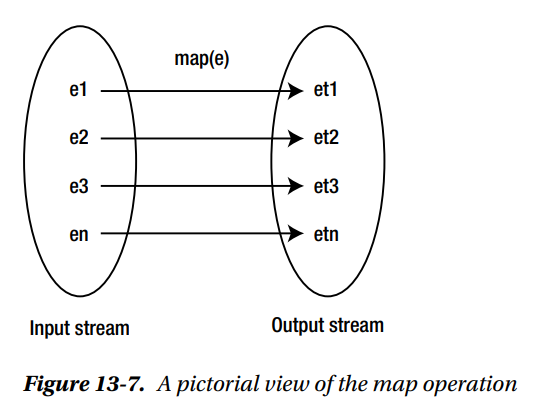 map(e)
e1 et1
e2 et2
e3 et3
en etn
Input stream Output stream
Figure 13-7. A pictorial view of the map operation